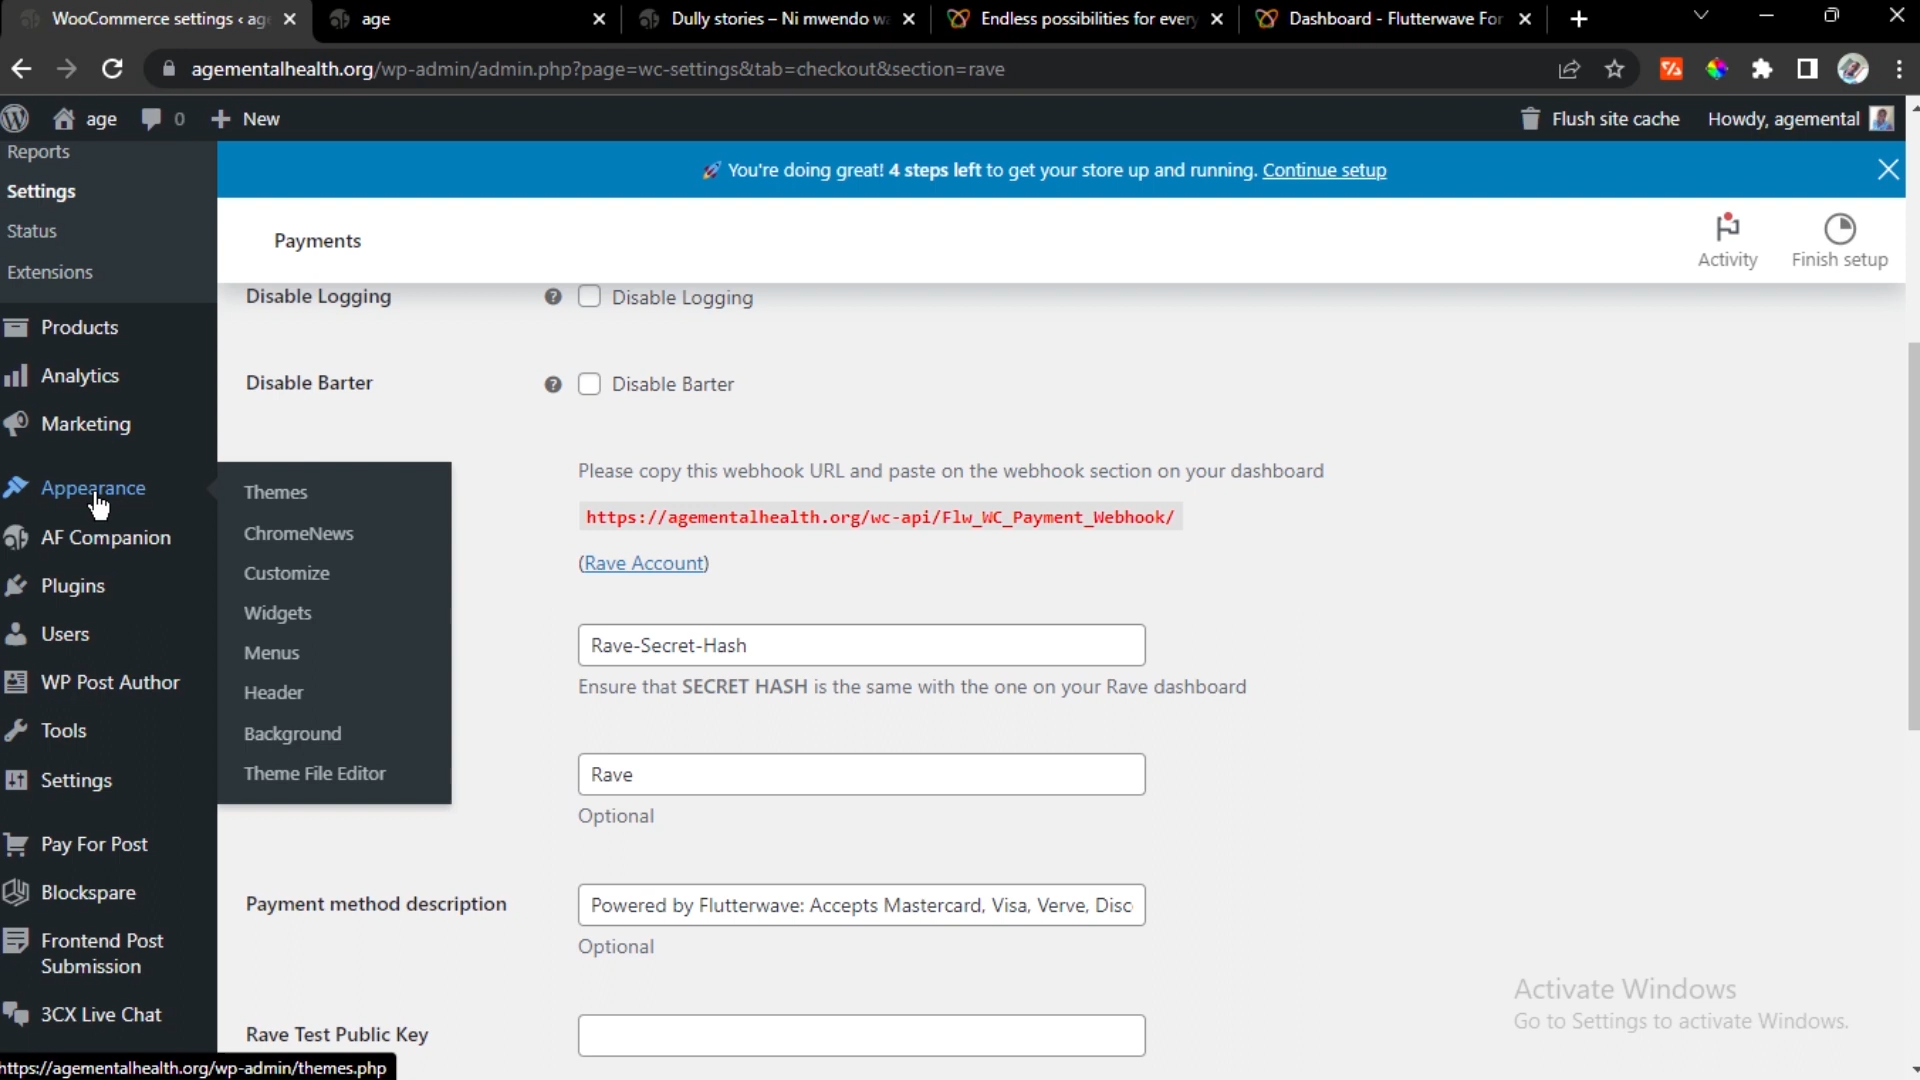 WooCommerce settings ‹ age
age
Dully stories – Ni mwendo w
Endless possibilities for every
Dashboard - Flutterwave For
agementalhealth.org/wp-admin/admin.php?page=wc-settings&tab=checkout&section=rave
age
0
+ New
Flush site cache
Howdy, agemental
Reports
Settings
Status
Extensions
Products
Analytics
Marketing
Appearance
AF Companion
Plugins
Users
WP Post Author
Tools
Settings
Pay For Post
Blockspare
Frontend Post
Submission
3CX Live Chat
https://agementalhealth.org/wp-admin/themes.php
Themes
ChromeNews
Customize
Widgets
Menus
Header
Background
Theme File Editor
🚀 You're doing great! 4 steps left to get your store up and running. Continue setup
Payments
Activity
Finish setup
Disable Logging
Disable Logging
Disable Barter
Disable Barter
Please copy this webhook URL and paste on the webhook section on your dashboard
https://agementalhealth.org/wc-api/Flw_WC_Payment_Webhook/
(Rave Account)
Rave-Secret-Hash
Ensure that SECRET HASH is the same with the one on your Rave dashboard
Rave
Optional
Payment method description
Powered by Flutterwave: Accepts Mastercard, Visa, Verve, Disc
Optional
Rave Test Public Key
Activate Windows
Go to Settings to activate Windows.